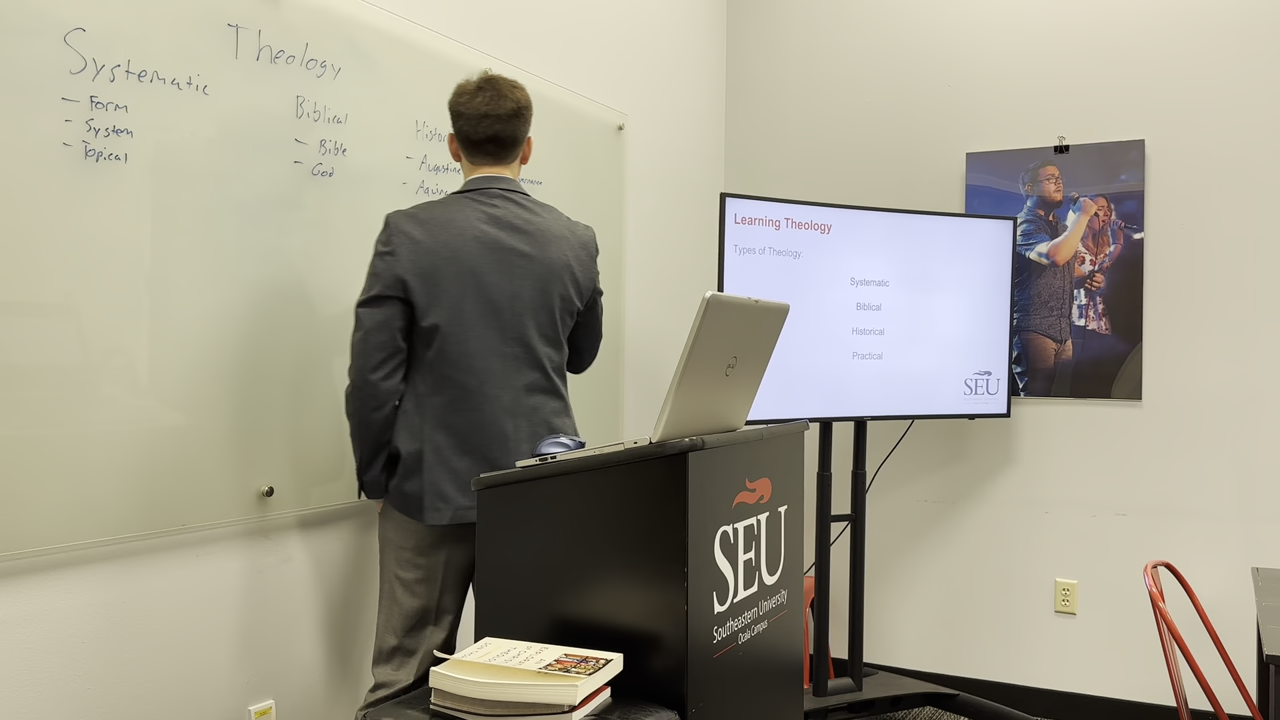 Theology
Systematic
- Form
- System
- Topical
Biblical
- Bible
- God
Histor
- Augustine
- Aquin
Learning Theology
Types of Theology:
Systematic
Biblical
Historical
Practical
SEU
SEU
Southeastern University
Ocala Campus